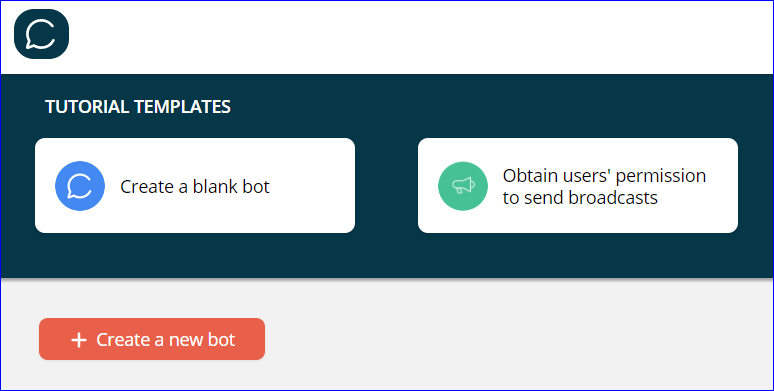 TUTORIAL TEMPLATES
Create a blank bot
Obtain users' permission
to send broadcasts
+ Create a new bot